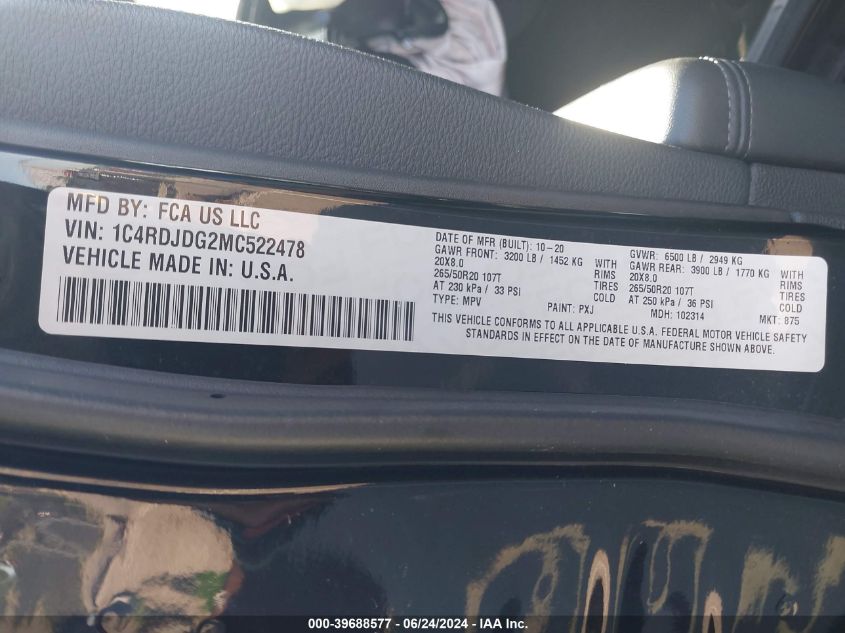 MFD BY: FCA US LLC
VIN: 1C4RDJDG2MC522478
VEHICLE MADE IN: U.S.A.
DATE OF MFR (BUILT): 10-20 GVWR: 6500 LB / 2949 KG
GAWR FRONT: 3200 LB / 1452 KG WITH GAWR REAR: 3900 LB / 1770 KG WITH
20X8.0 RIMS 20X8.0 RIMS
265/50R20 107T TIRES 265/50R20 107T TIRES
AT 230 kPa / 33 PSI COLD AT 250 kPa / 36 PSI COLD
TYPE: MPV PAINT: PXJ MDH: 102314 MKT: 875
THIS VEHICLE CONFORMS TO ALL APPLICABLE U.S.A. FEDERAL MOTOR VEHICLE SAFETY
STANDARDS IN EFFECT ON THE DATE OF MANUFACTURE SHOWN ABOVE.
000-39688577 - 06/24/2024 - IAA Inc.